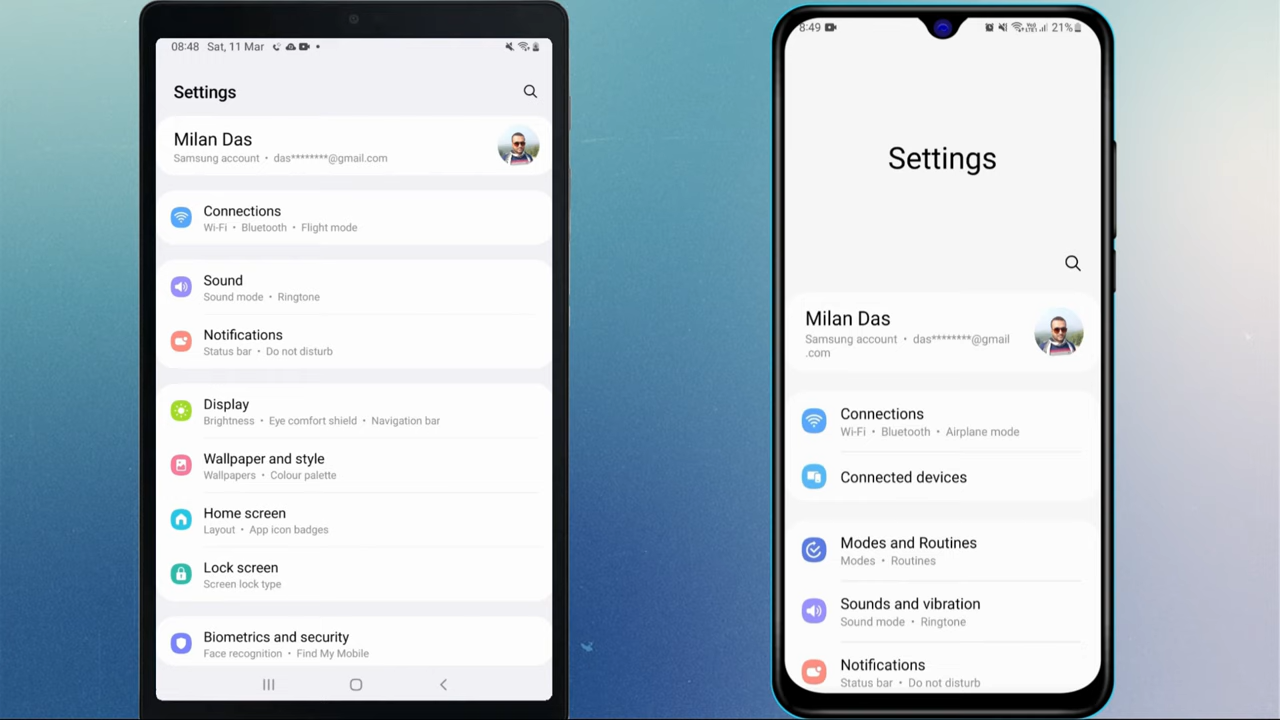 08:48 Sat, 11 Mar
Settings
Milan Das
Samsung account • das********@gmail.com
Connections
Wi-Fi • Bluetooth • Flight mode
Sound
Sound mode • Ringtone
Notifications
Status bar • Do not disturb
Display
Brightness • Eye comfort shield • Navigation bar
Wallpaper and style
Wallpapers • Colour palette
Home screen
Layout • App icon badges
Lock screen
Screen lock type
Biometrics and security
Face recognition • Find My Mobile
8:49 21%
Settings
Milan Das
Samsung account • das********@gmail
.com
Connections
Wi-Fi • Bluetooth • Airplane mode
Connected devices
Modes and Routines
Modes • Routines
Sounds and vibration
Sound mode • Ringtone
Notifications
Status bar • Do not disturb